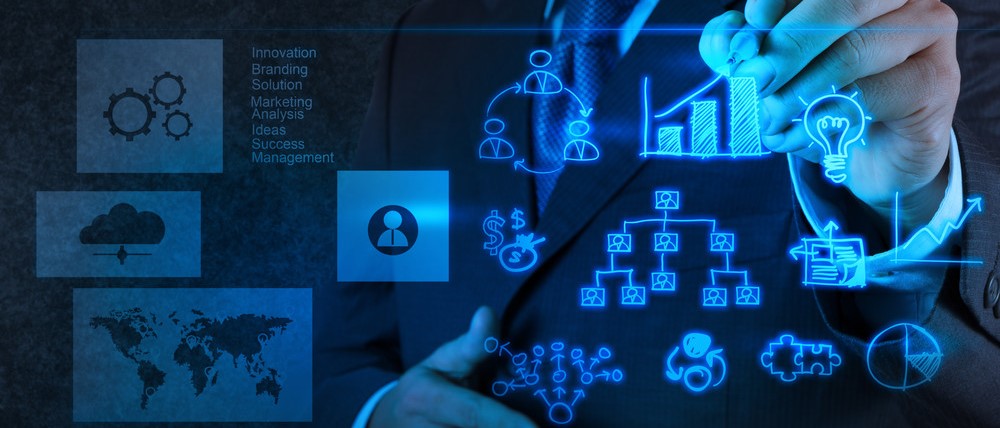 Innovation
Branding
Solution
Marketing
Analysis
Ideas
Success
Management
$
$
$